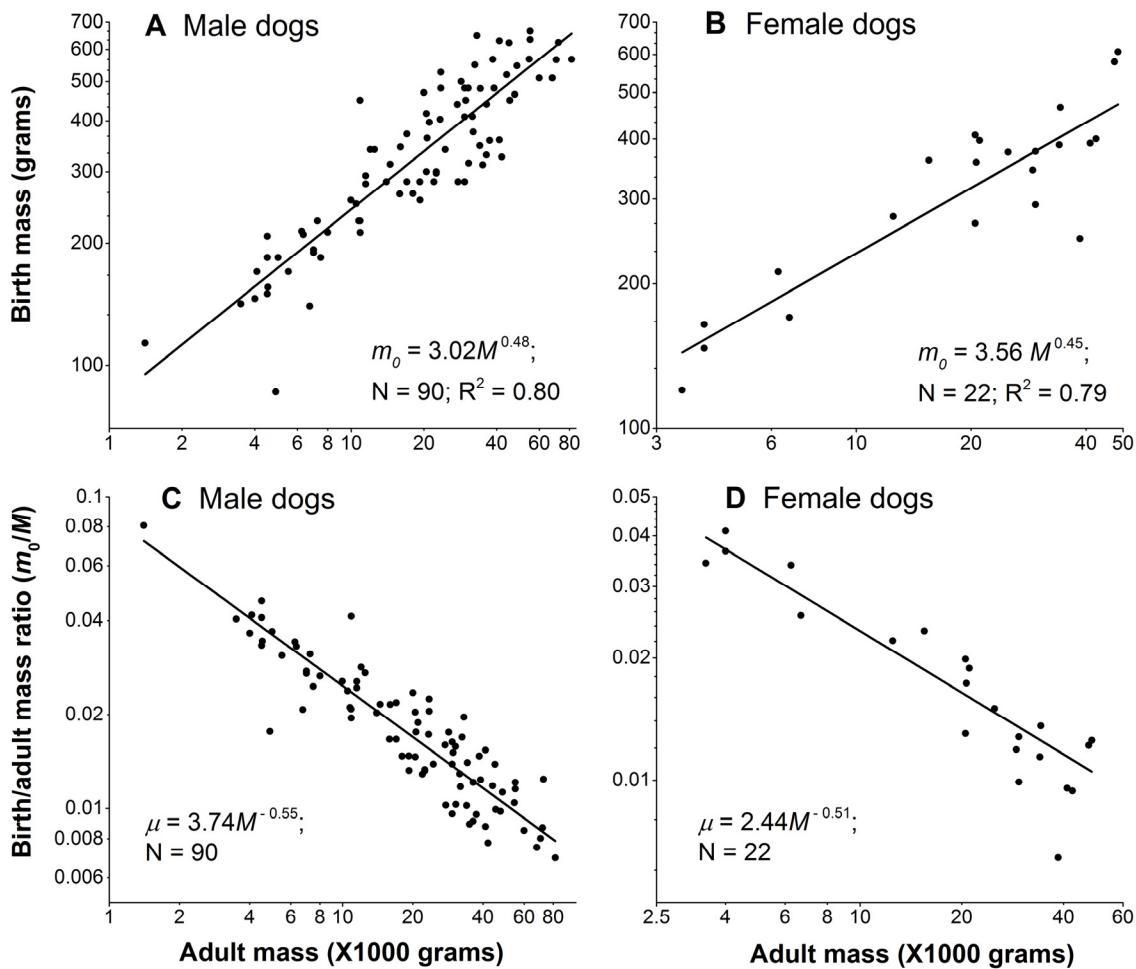 A Male dogs
700
600
500
400
300
200
100
Birth mass (grams)
m₀ = 3.02M^0.48;
N = 90; R² = 0.80
1 2 4 6 8 10 20 40 60 80
B Female dogs
700
600
500
400
300
200
100
m₀ = 3.56 M^0.45;
N = 22; R² = 0.79
3 6 10 20 40 50
C Male dogs
0.1
0.08
0.06
0.04
0.02
0.01
0.008
0.006
Birth/adult mass ratio (m₀/M)
μ = 3.74M^-0.55;
N = 90
1 2 4 6 8 10 20 40 60 80
Adult mass (X1000 grams)
D Female dogs
0.05
0.04
0.03
0.02
0.01
μ = 2.44M^-0.51;
N = 22
2.5 4 6 8 10 20 40 60
Adult mass (X1000 grams)